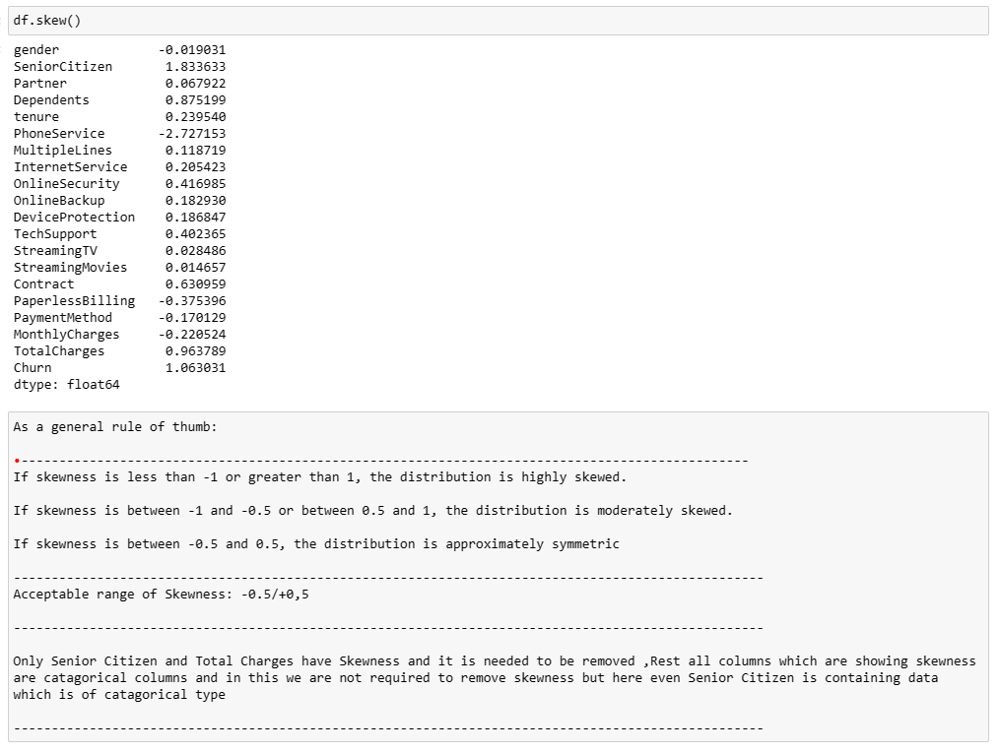 df.skew()
gender -0.019031
SeniorCitizen 1.833633
Partner 0.067922
Dependents 0.875199
tenure 0.239540
PhoneService -2.727153
MultipleLines 0.118719
InternetService 0.205423
OnlineSecurity 0.416985
OnlineBackup 0.182930
DeviceProtection 0.186847
TechSupport 0.402365
StreamingTV 0.028486
StreamingMovies 0.014657
Contract 0.630959
PaperlessBilling -0.375396
PaymentMethod -0.170129
MonthlyCharges -0.220524
TotalCharges 0.963789
Churn 1.063031
dtype: float64
As a general rule of thumb:
•------------------------------------------------------------------------------------------------
If skewness is less than -1 or greater than 1, the distribution is highly skewed.
If skewness is between -1 and -0.5 or between 0.5 and 1, the distribution is moderately skewed.
If skewness is between -0.5 and 0.5, the distribution is approximately symmetric
---------------------------------------------------------------------------------------------------
Acceptable range of Skewness: -0.5/+0,5
---------------------------------------------------------------------------------------------------
Only Senior Citizen and Total Charges have Skewness and it is needed to be removed ,Rest all columns which are showing skewness
are catagorical columns and in this we are not required to remove skewness but here even Senior Citizen is containing data
which is of catagorical type
---------------------------------------------------------------------------------------------------